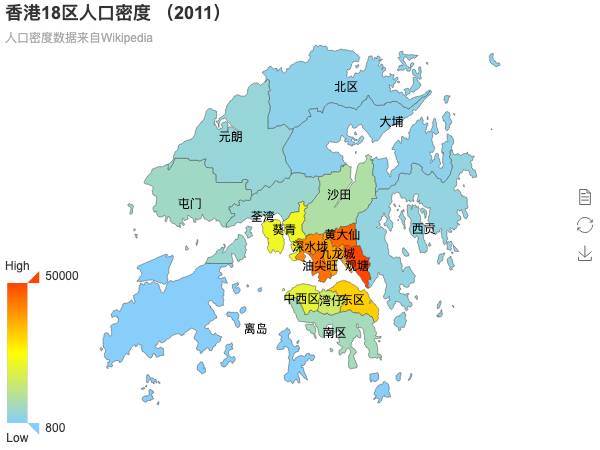 香港18区人口密度 （2011）
人口密度数据来自Wikipedia
北区
大埔
元朗
沙田
屯门
荃湾
西贡
葵青
黄大仙
深水埗
九龙城
油尖旺
观塘
High
50000
中西区
湾仔
东区
离岛
南区
800
Low